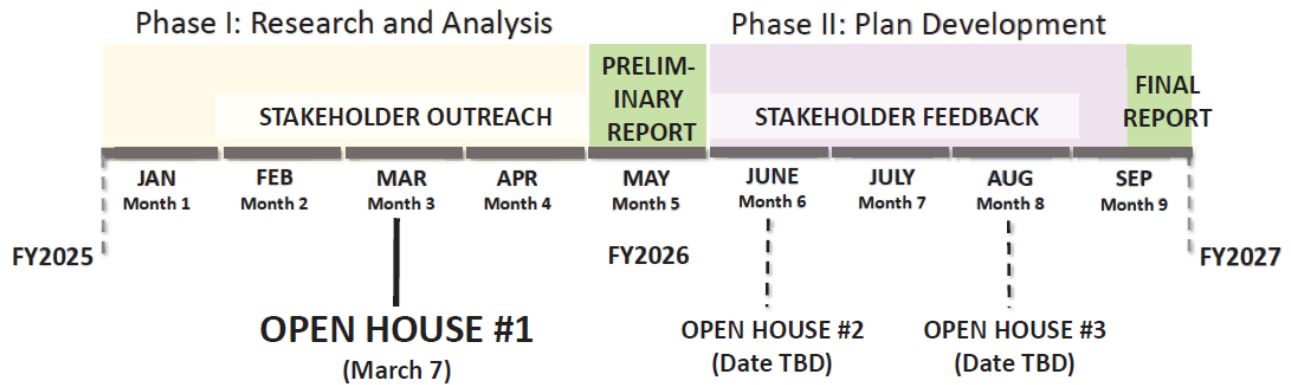 Phase I: Research and Analysis
Phase II: Plan Development
PRELIM-
INARY
REPORT
FINAL
REPORT
STAKEHOLDER OUTREACH
STAKEHOLDER FEEDBACK
JAN
Month 1
FEB
Month 2
MAR
Month 3
APR
Month 4
MAY
Month 5
JUNE
Month 6
JULY
Month 7
AUG
Month 8
SEP
Month 9
FY2025
FY2026
FY2027
OPEN HOUSE #1
(March 7)
OPEN HOUSE #2
(Date TBD)
OPEN HOUSE #3
(Date TBD)